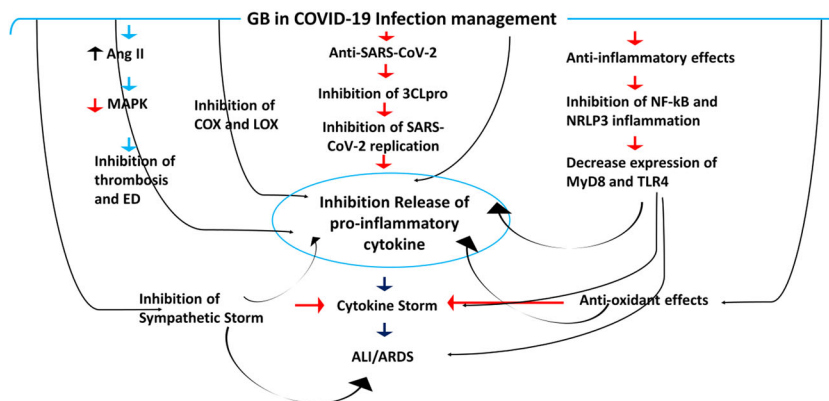 GB in COVID-19 Infection management
Ang II
MAPK
Inhibition of
thrombosis
and ED
Inhibition of
COX and LOX
Anti-SARS-CoV-2
Inhibition of 3CLpro
Inhibition of SARS-
CoV-2 replication
Anti-inflammatory effects
Inhibition of NF-kB and
NRLP3 inflammation
Decrease expression of
MyD8 and TLR4
Inhibition Release of
pro-inflammatory
cytokine
Inhibition of
Sympathetic Storm
Cytokine Storm
Anti-oxidant effects
ALI/ARDS